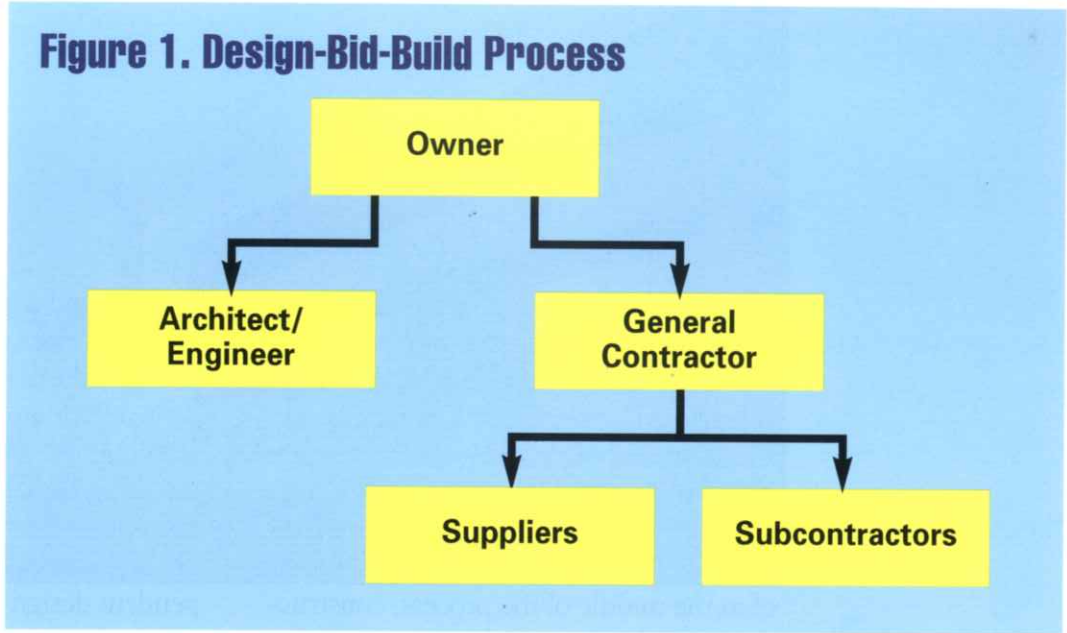 Figure 1. Design-Bid-Build Process
Owner
Architect/
Engineer
General
Contractor
Suppliers
Subcontractors